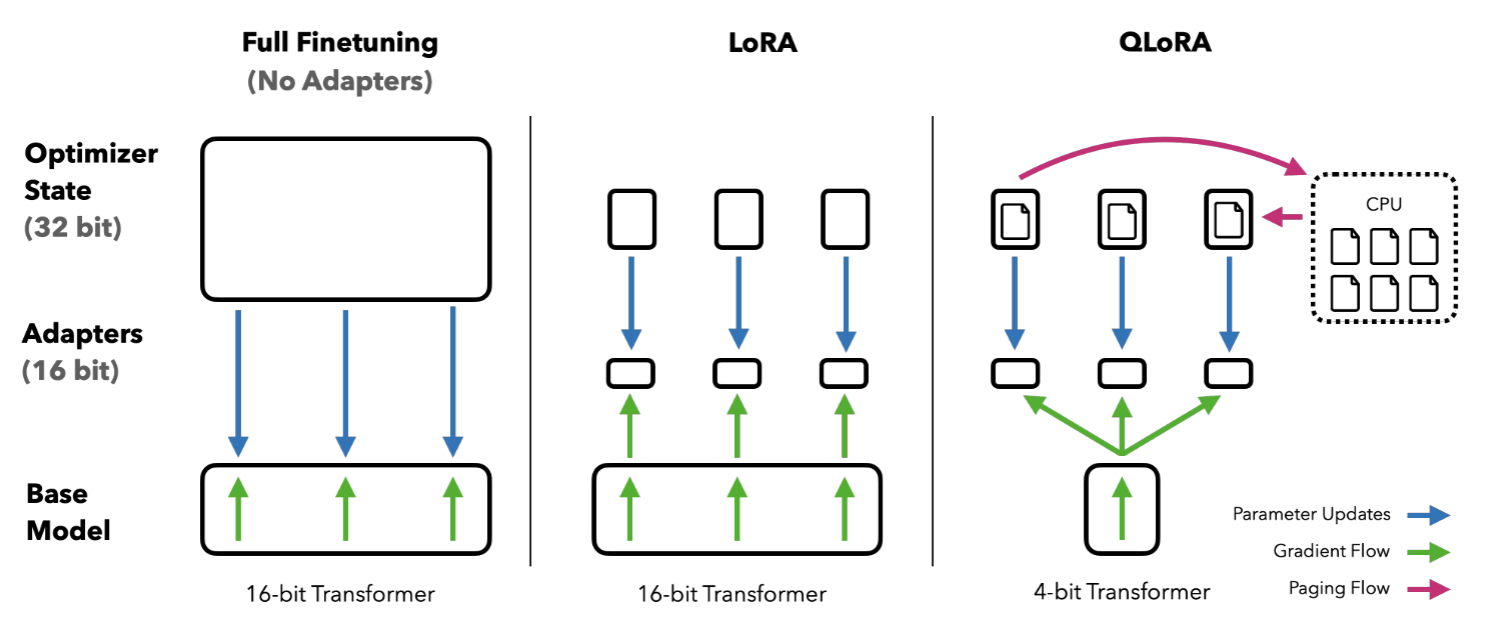 Full Finetuning
(No Adapters)
LoRA
QLoRA
Optimizer
State
(32 bit)
CPU
Adapters
(16 bit)
Base
Model
Parameter Updates
Gradient Flow
Paging Flow
16-bit Transformer
16-bit Transformer
4-bit Transformer